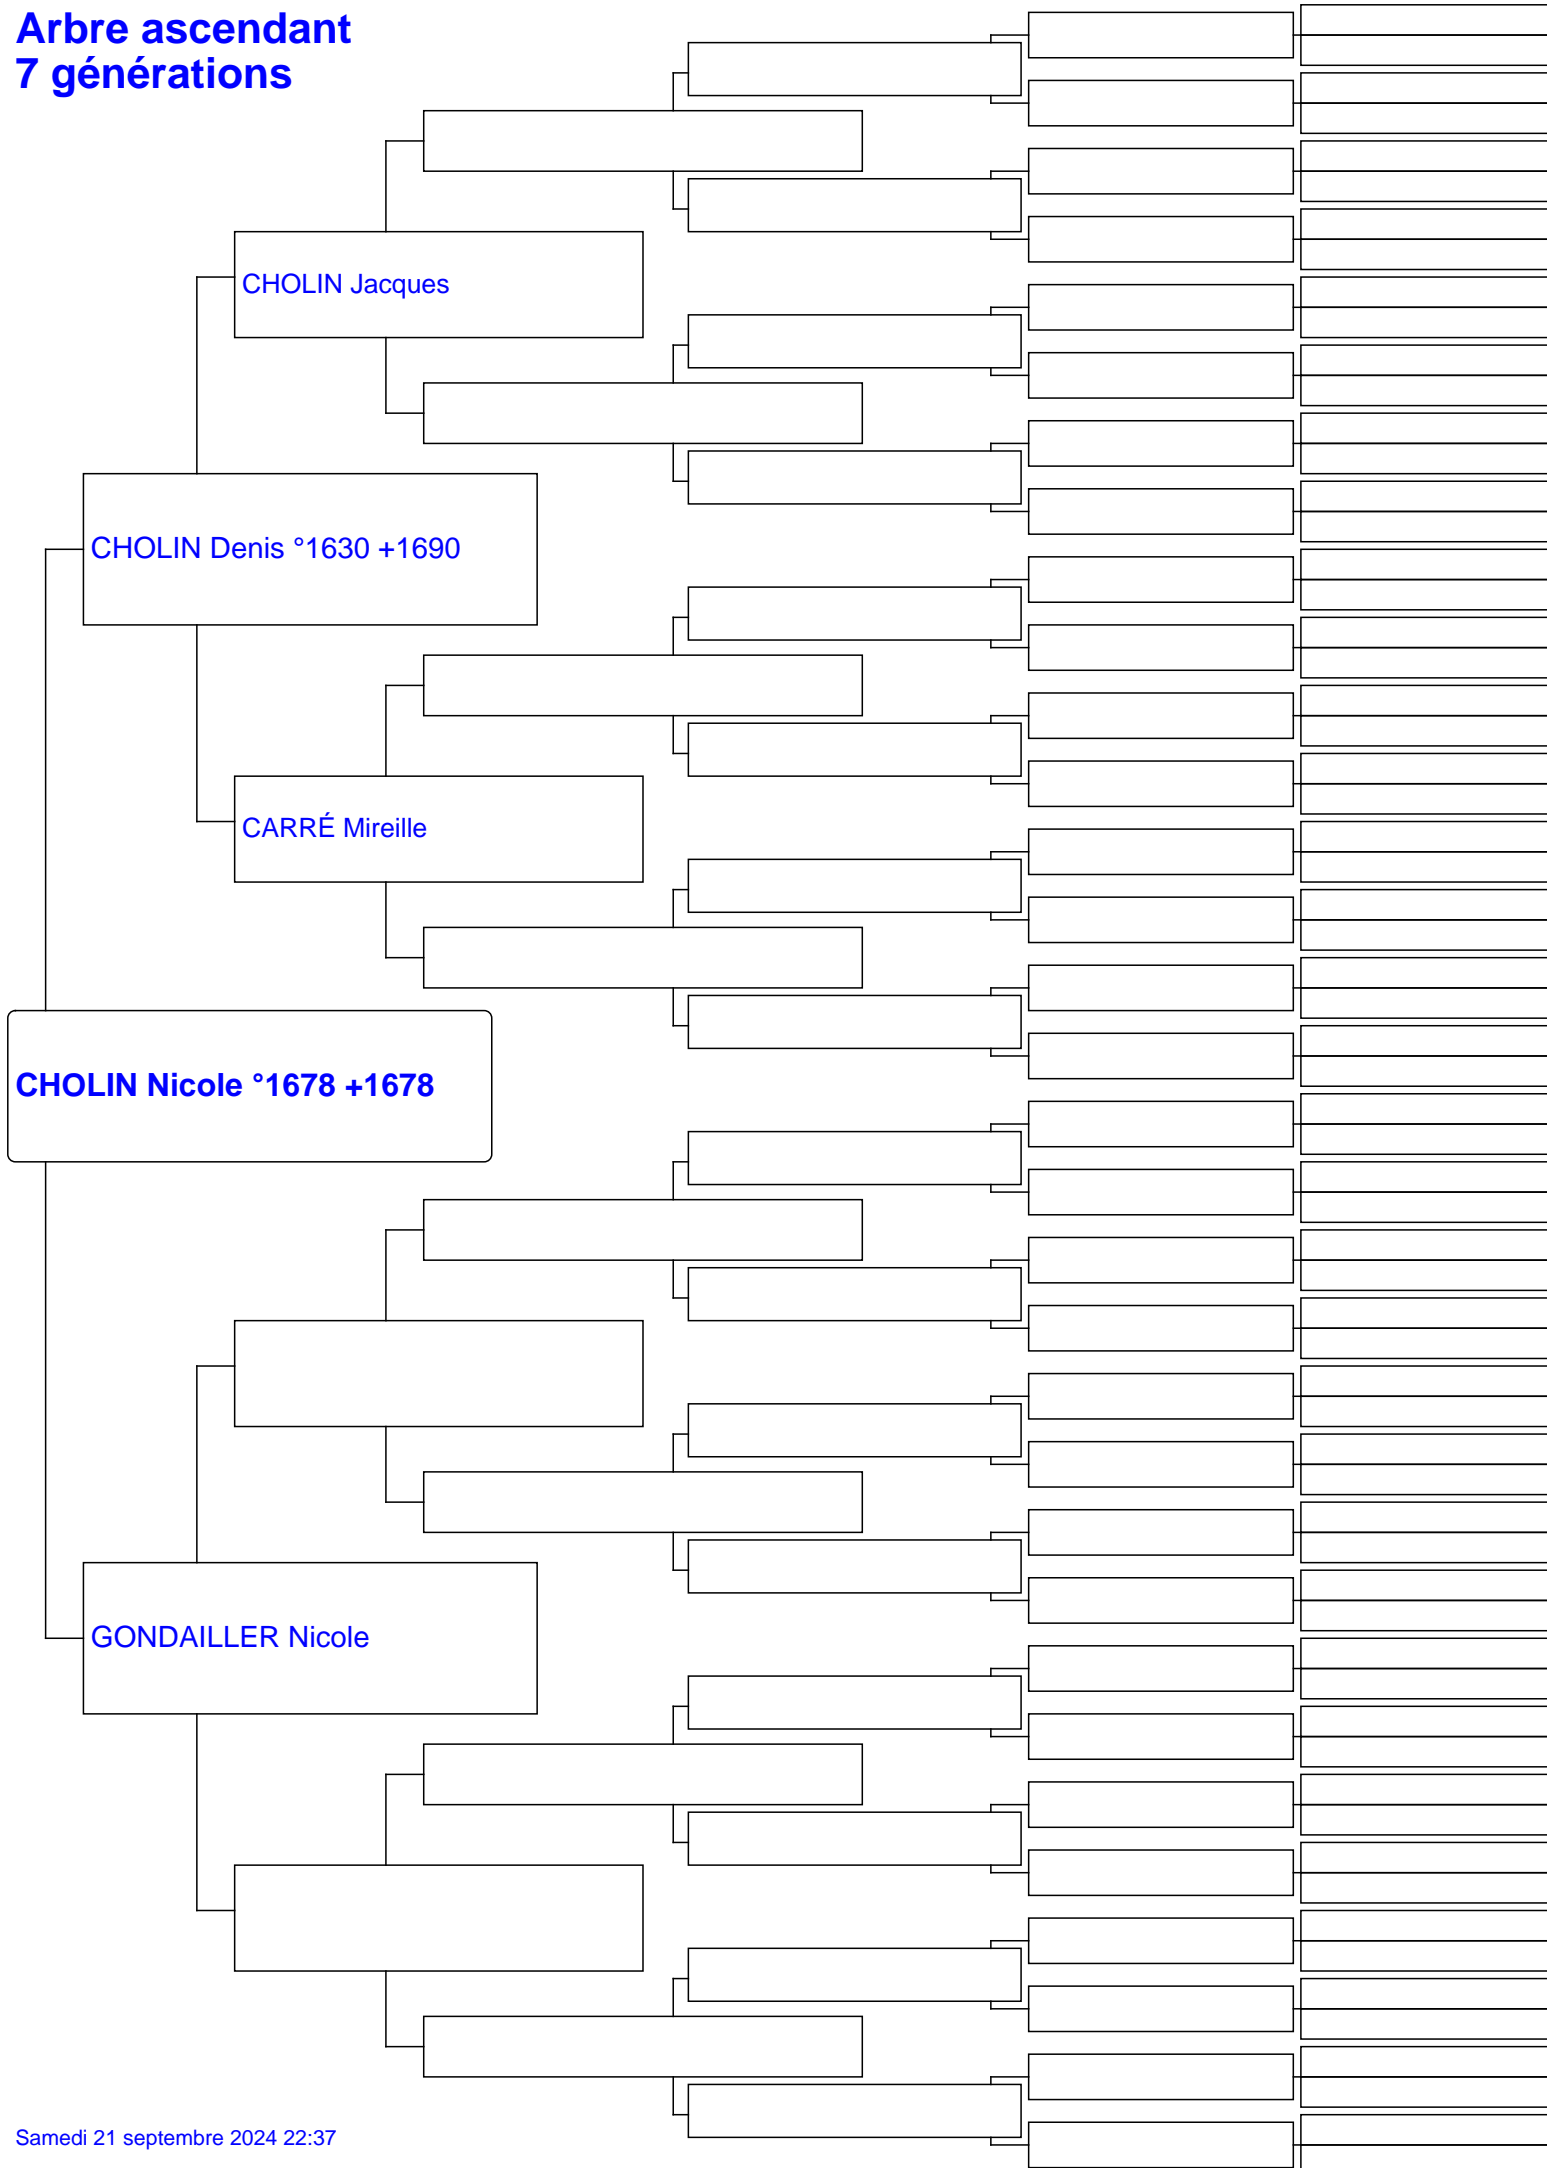 Arbre ascendant
7 générations
CHOLIN Jacques
CHOLIN Denis °1630 +1690
CARRÉ Mireille
CHOLIN Nicole °1678 +1678
GONDAILLER Nicole
Samedi 21 septembre 2024 22:37